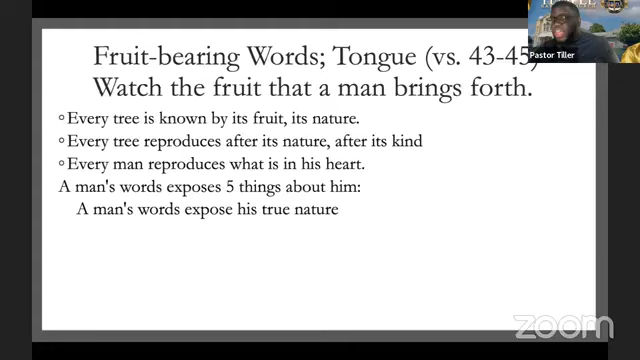 Fruit-bearing Words; Tongue (vs. 43-45)
Watch the fruit that a man brings forth.
Every tree is known by its fruit, its nature.
Every tree reproduces after its nature, after its kind
Every man reproduces what is in his heart.
A man's words exposes 5 things about him:
A man's words expose his true nature
Pastor Tiller
zoom